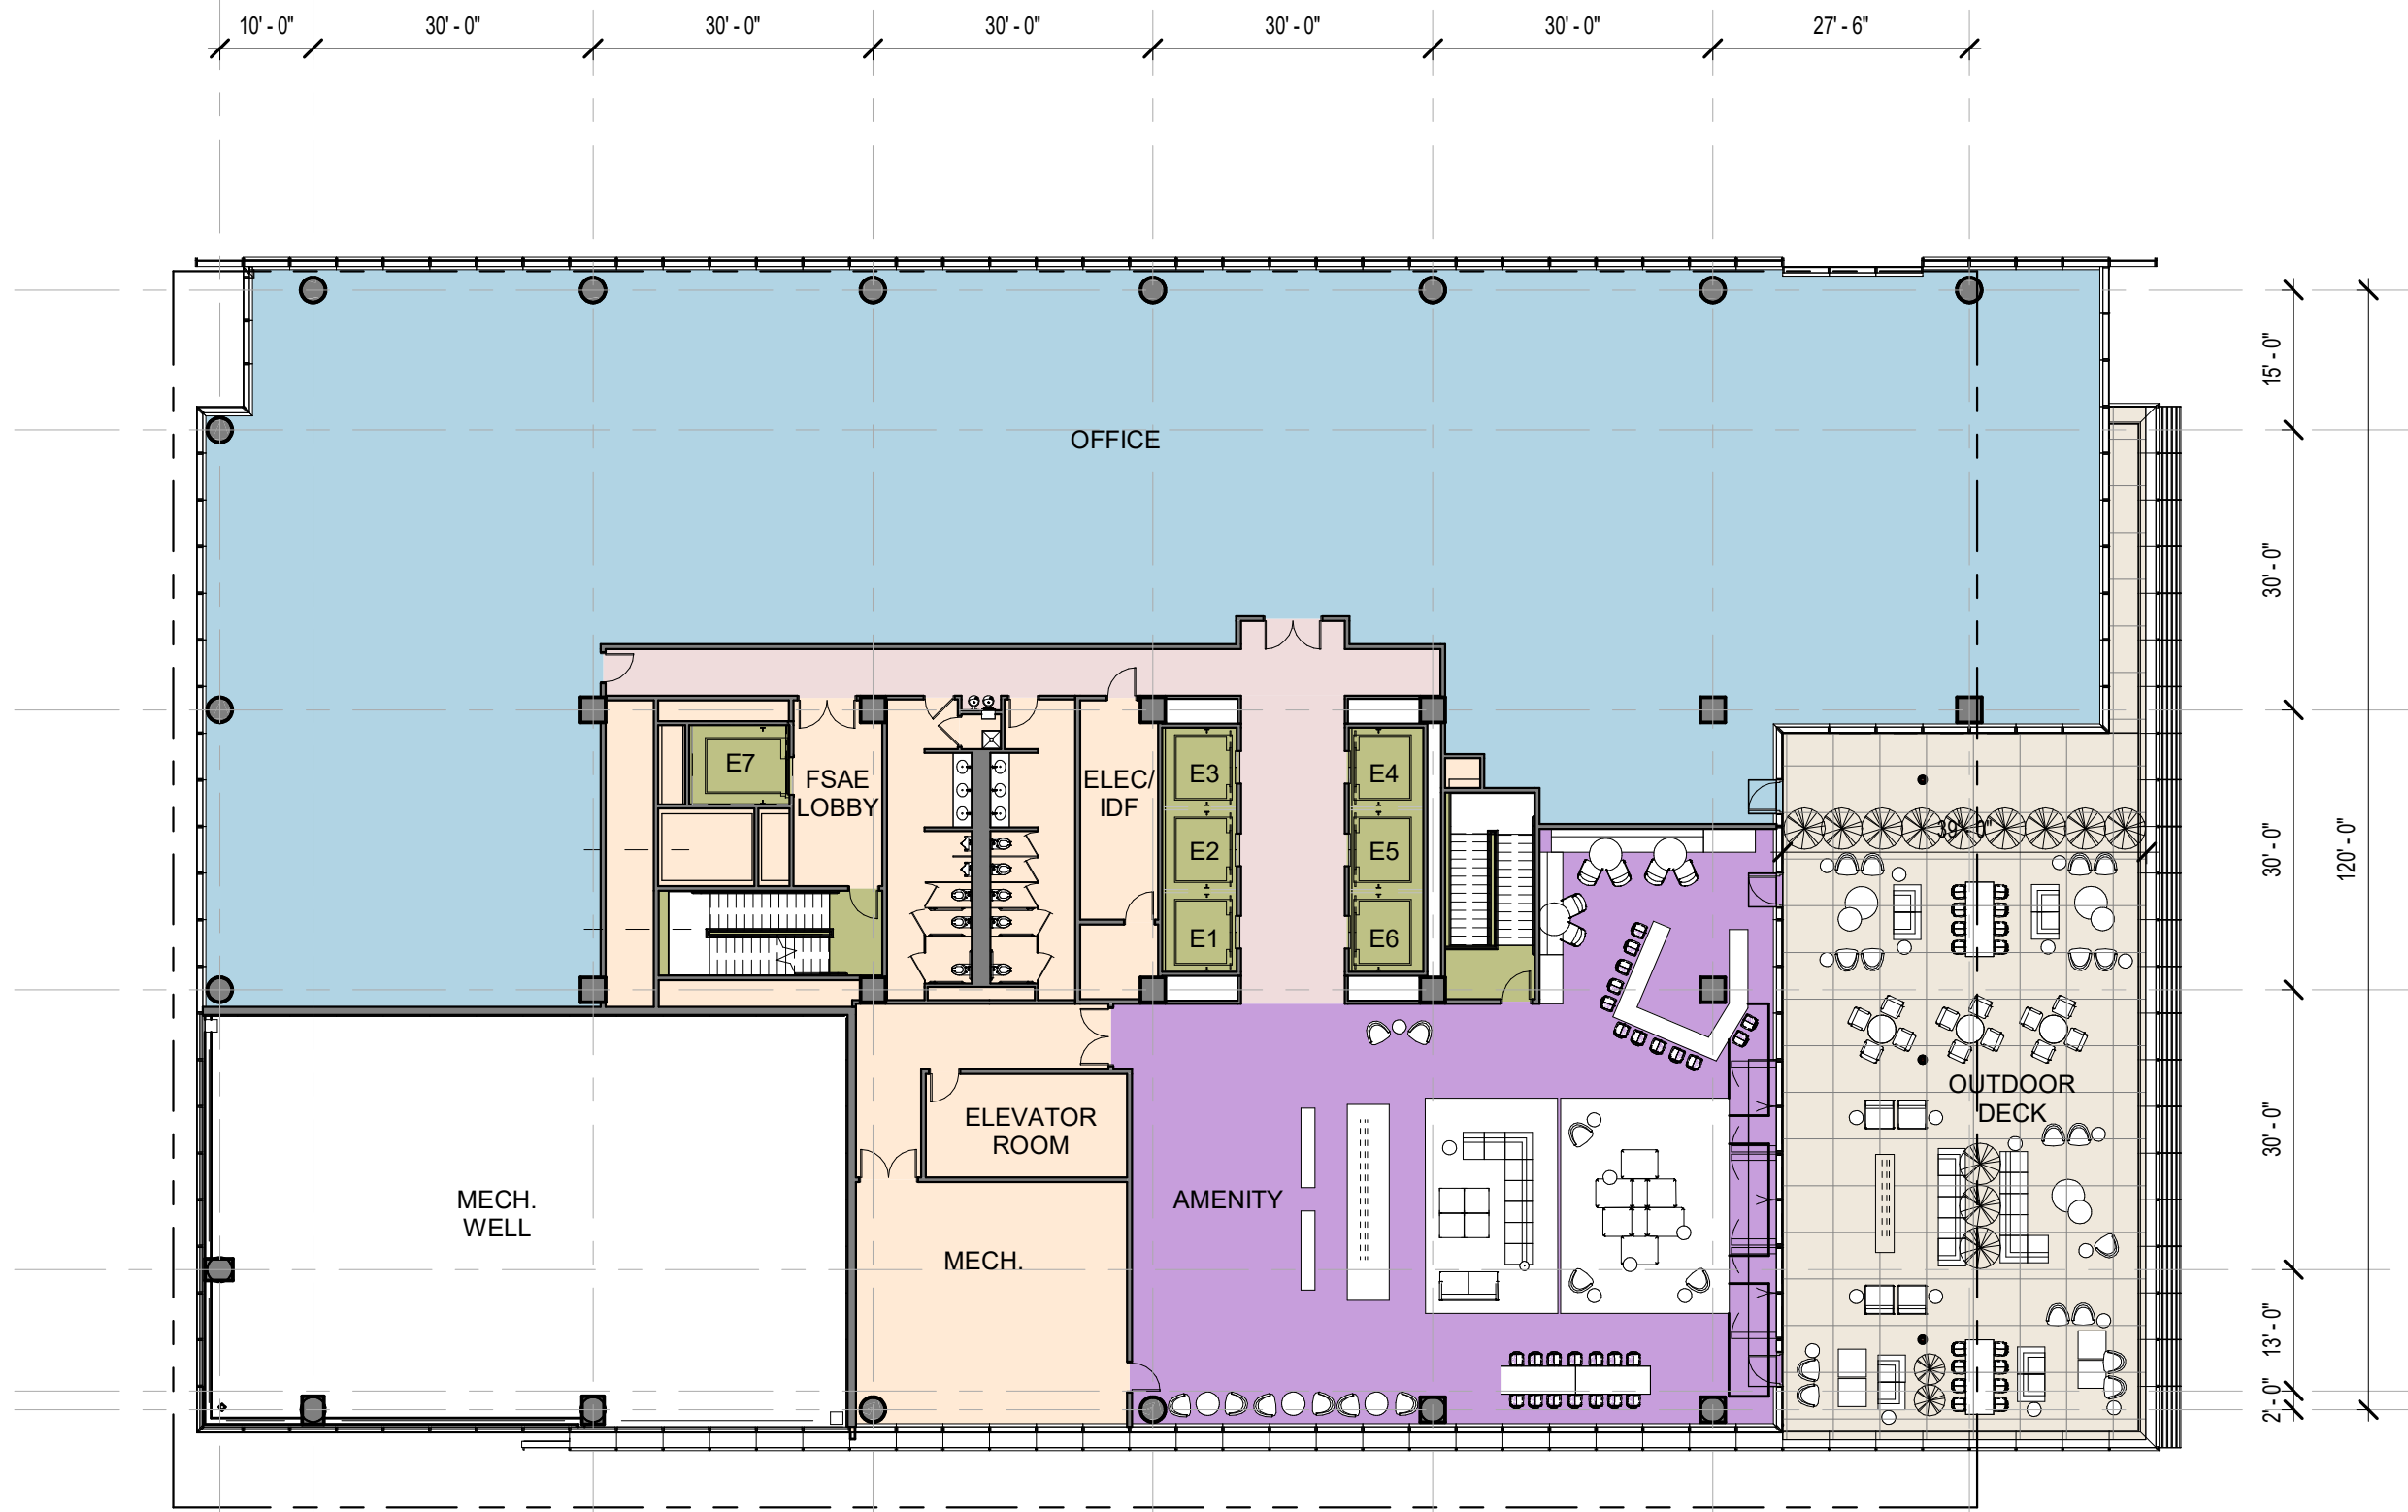 10' - 0"
30' - 0"
30' - 0"
30' - 0"
30' - 0"
30' - 0"
27' - 6"
15' - 0"
OFFICE
30' - 0"
E7
FSAE
LOBBY
ELEC/
IDF
E3
E4
E2
E5
E1
E6
39' - 0"
30' - 0"
120' - 0"
OUTDOOR
DECK
ELEVATOR
ROOM
30' - 0"
MECH.
WELL
AMENITY
MECH.
13' - 0"
2' - 0"